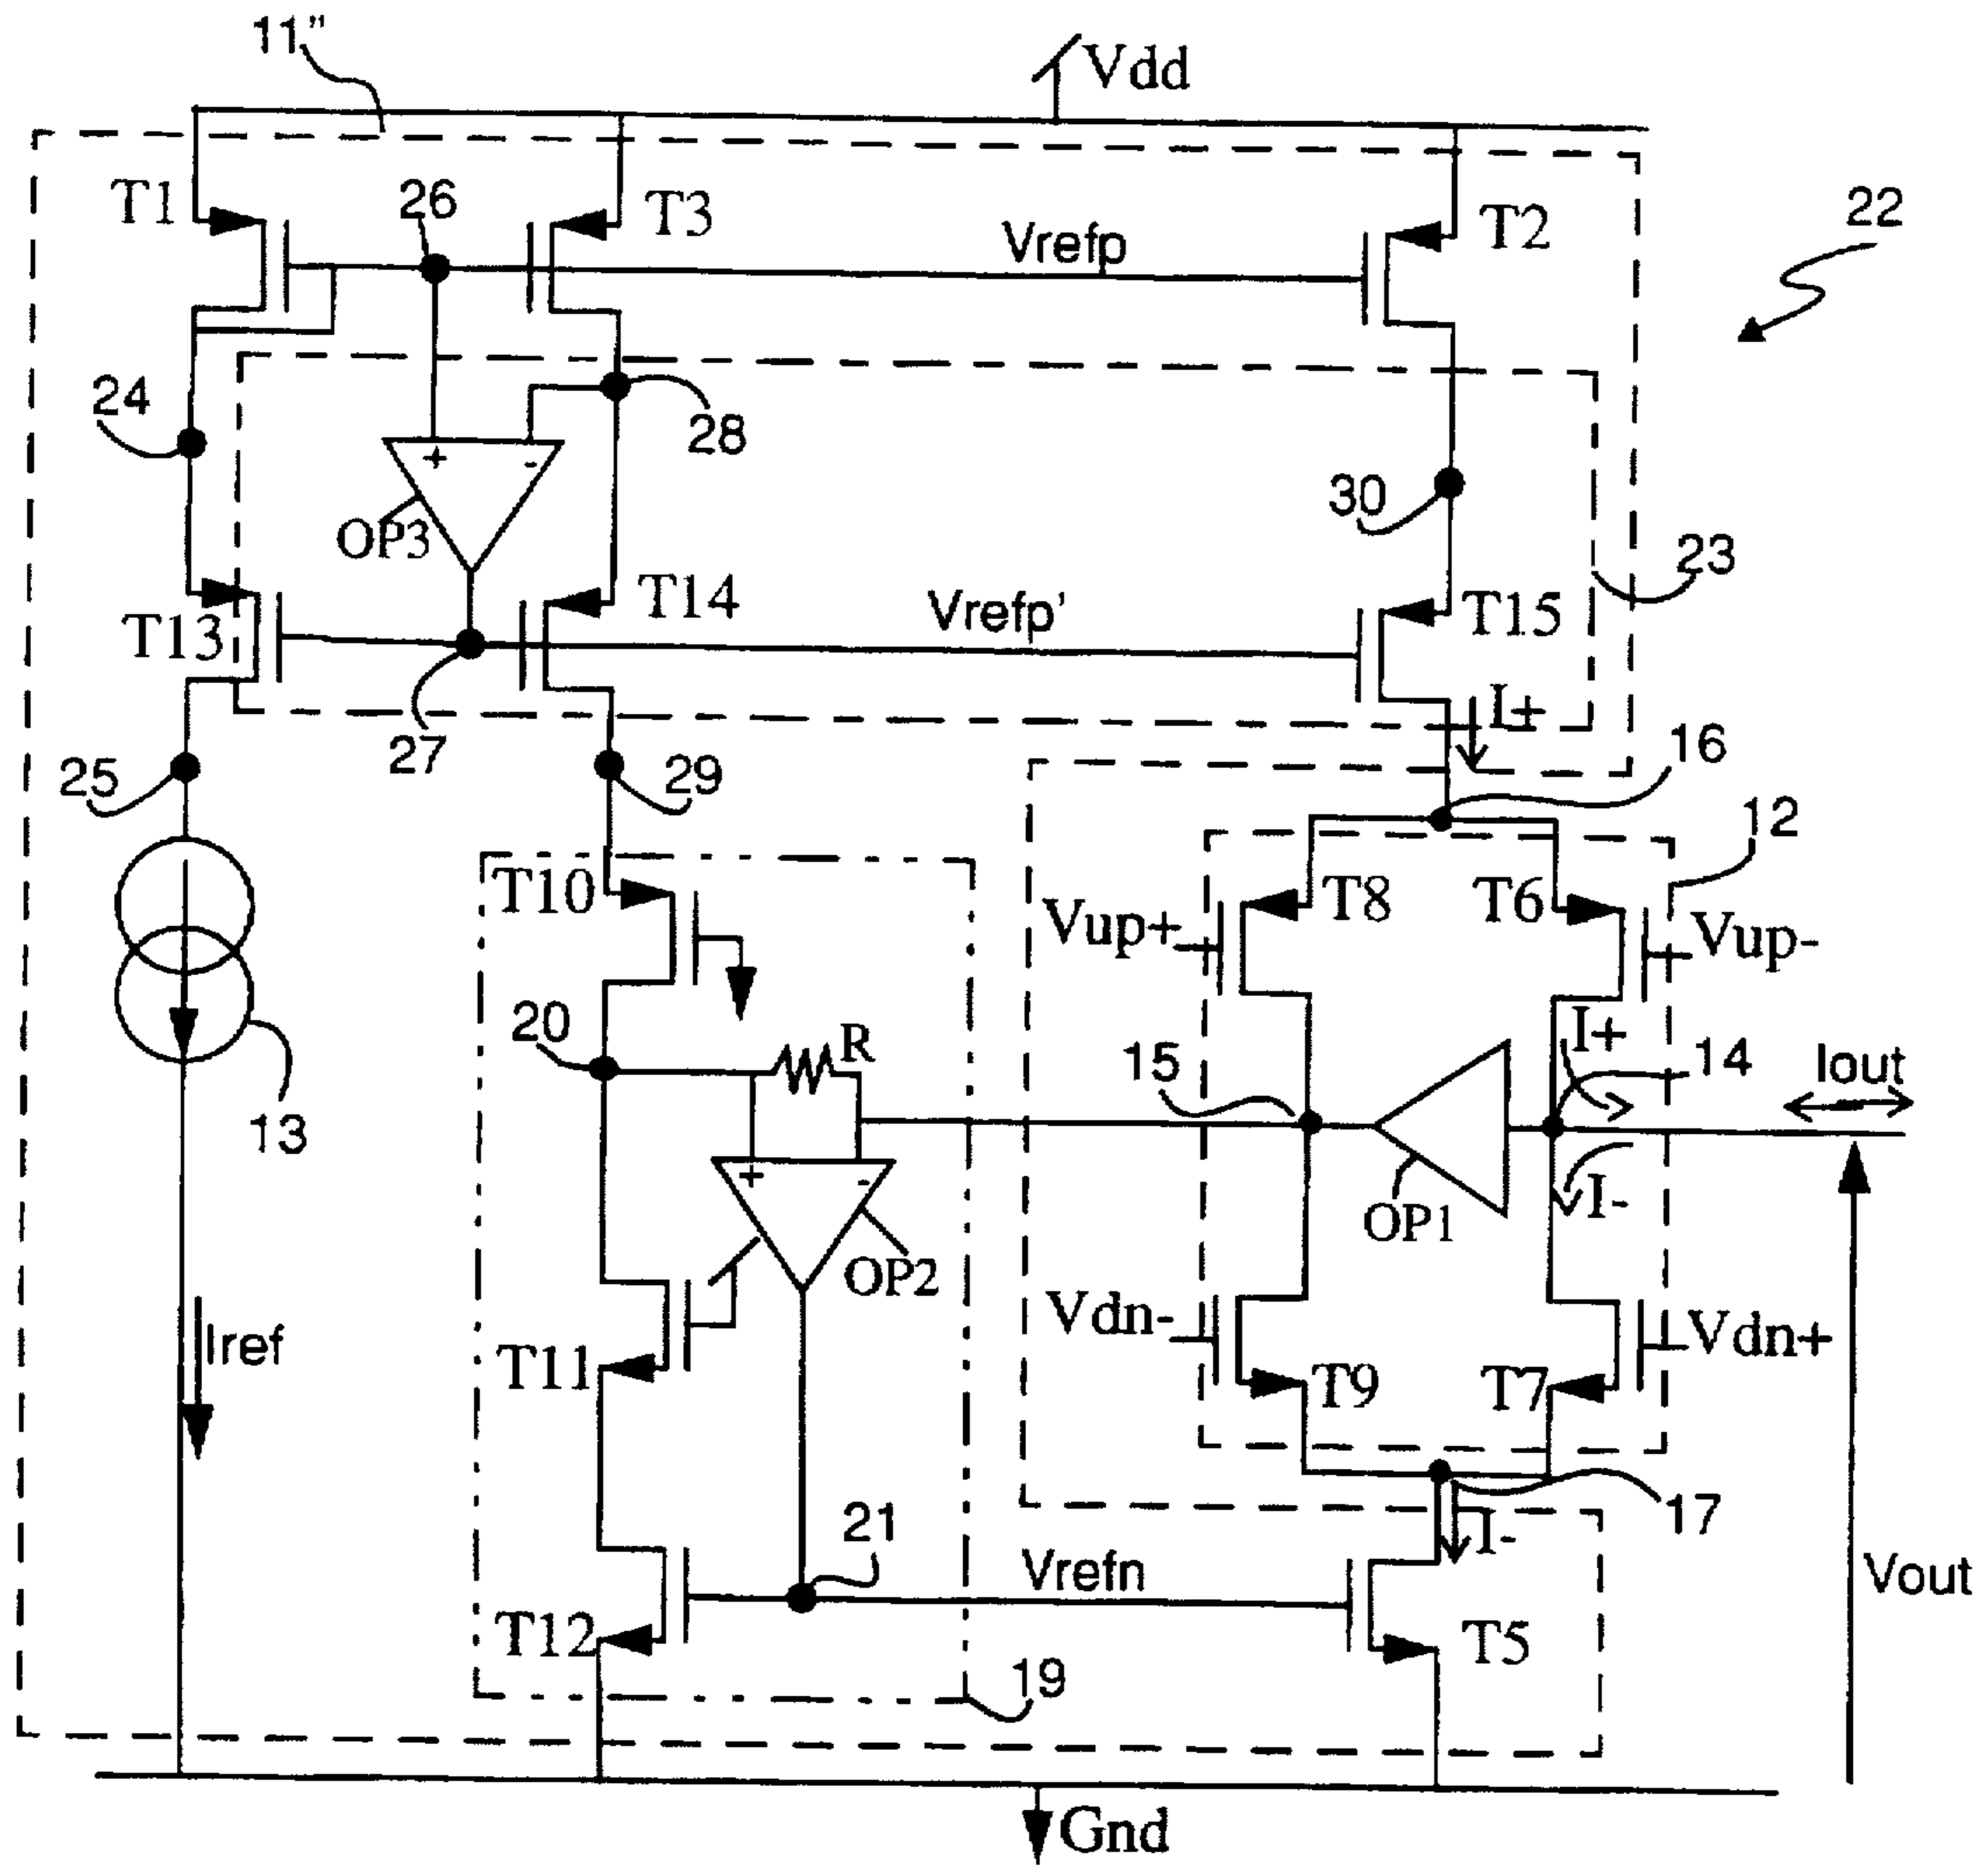 11"
Vdd
T1
26
T3
Vrefp
T2
22
24
28
+
-
OP3
30
23
T13
T14
Vrefp'
T15
27
I+
16
25
29
12
T10
T8
T6
Vup+
Vup-
20
R
15
I+
14
Iout
13
+
-
OP1
I-
OP2
Vdn-
Vdn+
Iref
T11
T9
T7
21
17
I-
Vrefn
Vout
T12
T5
19
Gnd